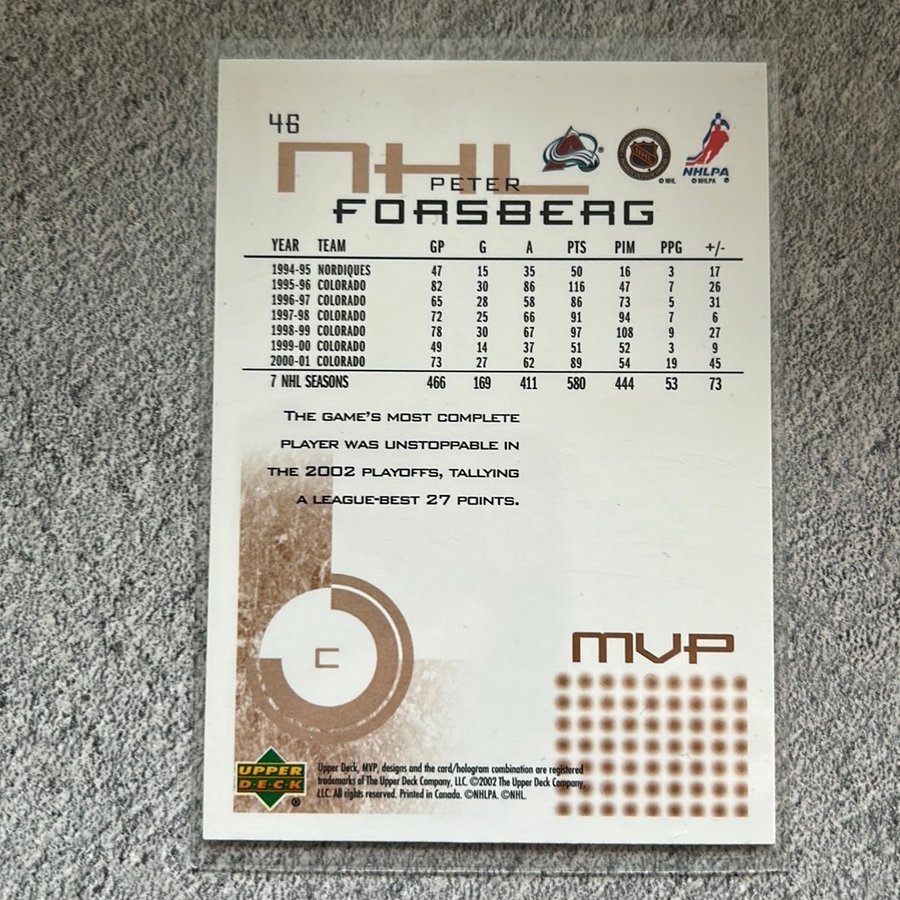 46
NHL
PETER
FORSBERG
NHL
© NHL
NHLPA
© NHLPA
YEAR TEAM GP G A PTS PIM PPG +/-
1994-95 NORDIQUES 47 15 35 50 16 3 17
1995-96 COLORADO 82 30 86 116 47 7 26
1996-97 COLORADO 65 28 58 86 73 5 31
1997-98 COLORADO 72 25 66 91 94 7 6
1998-99 COLORADO 78 30 67 97 108 9 27
1999-00 COLORADO 49 14 37 51 52 3 9
2000-01 COLORADO 73 27 62 89 54 19 45
7 NHL SEASONS 466 169 411 580 444 53 73
THE GAME'S MOST COMPLETE
PLAYER WAS UNSTOPPABLE IN
THE 2002 PLAYOFFS, TALLYING
A LEAGUE-BEST 27 POINTS.
C
MVP
UPPER
DECK
Upper Deck, MVP, designs and the card/hologram combination are registered
trademarks of The Upper Deck Company, LLC. ©2002 The Upper Deck Company,
LLC. All rights reserved. Printed in Canada. ©NHLPA. ©NHL.